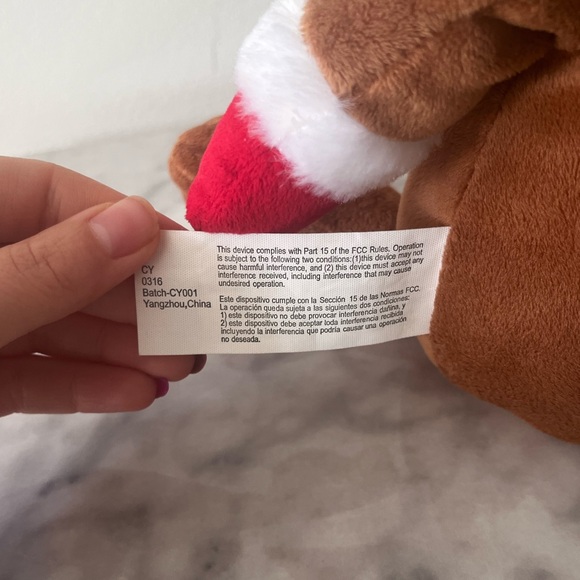 CY
0316
Batch-CY001
Yangzhou,China
This device complies with Part 15 of the FCC Rules. Operation
is subject to the following two conditions:(1)this device may not
cause harmful interference, and (2) this device must accept any
interference received, including interference that may cause
undesired operation.
Este dispositivo cumple con la Sección 15 de las Normas FCC.
La operación queda sujeta a las siguientes dos condiciones:
1) este dispositivo no debe provocar interferencia dañina, y
2) este dispositivo debe aceptar loda interferencia recibida
incluyendo la interferencia que podría causar una operación
no deseada.